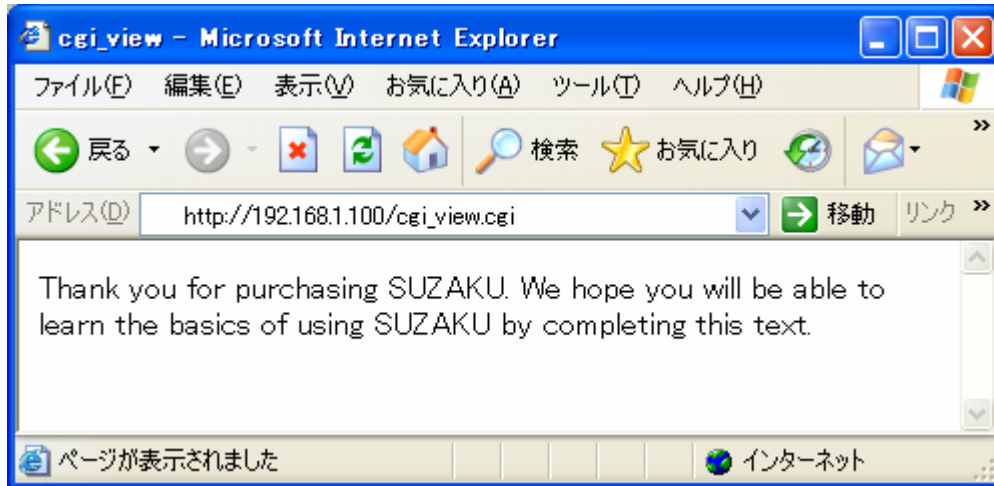 cgi_view - Microsoft Internet Explorer
ファイル(F) 編集(E) 表示(V) お気に入り(A) ツール(T) ヘルプ(H)
戻る 検索 お気に入り »
アドレス(D) http://192.168.1.100/cgi_view.cgi 移動 リンク »
Thank you for purchasing SUZAKU. We hope you will be able to
learn the basics of using SUZAKU by completing this text.
ページが表示されました インターネット